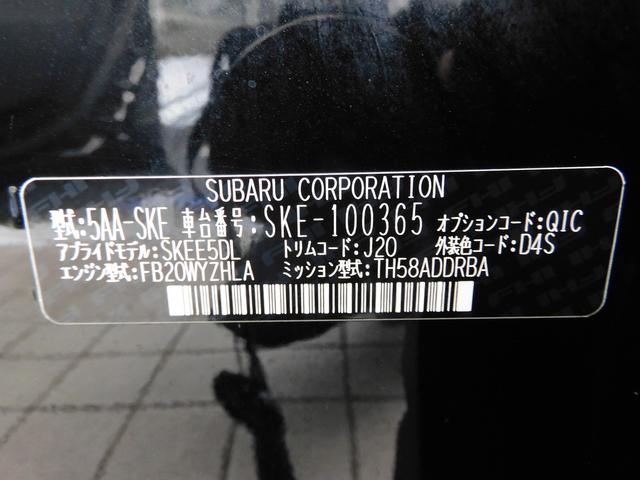 SUBARU CORPORATION
型式:5AA-SKE 車台番号:SKE-100365 オプションコード:QIC
アプライドモデル:SKEE5DL トリムコード:J20 外装色コード:D4S
エンジン型式:FB20WYZHLA ミッション型式:TH58ADDRBA